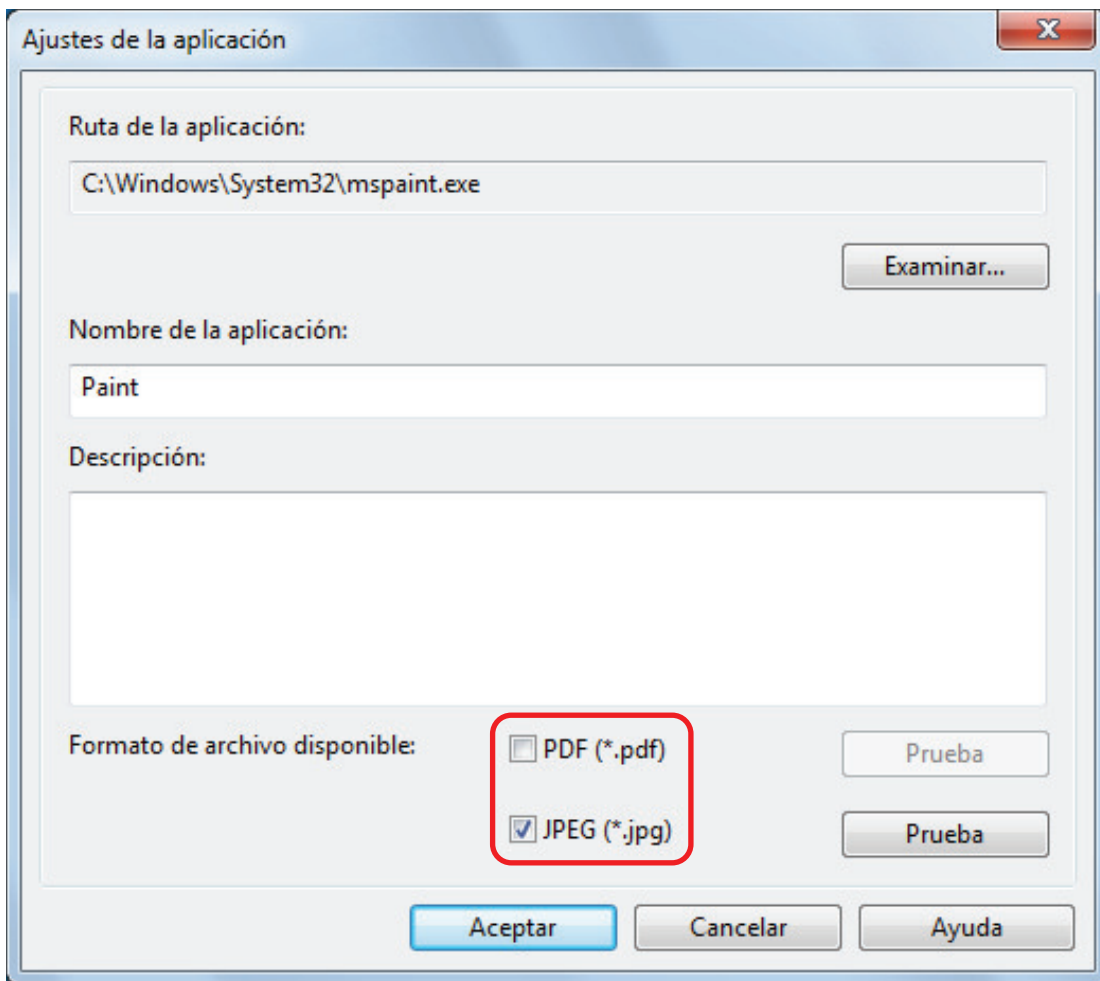 Ajustes de la aplicación
Ruta de la aplicación:
C:\Windows\System32\mspaint.exe
Examinar...
Nombre de la aplicación:
Paint
Descripción:
Formato de archivo disponible:
PDF (*.pdf)
Prueba
JPEG (*.jpg)
Prueba
Aceptar
Cancelar
Ayuda